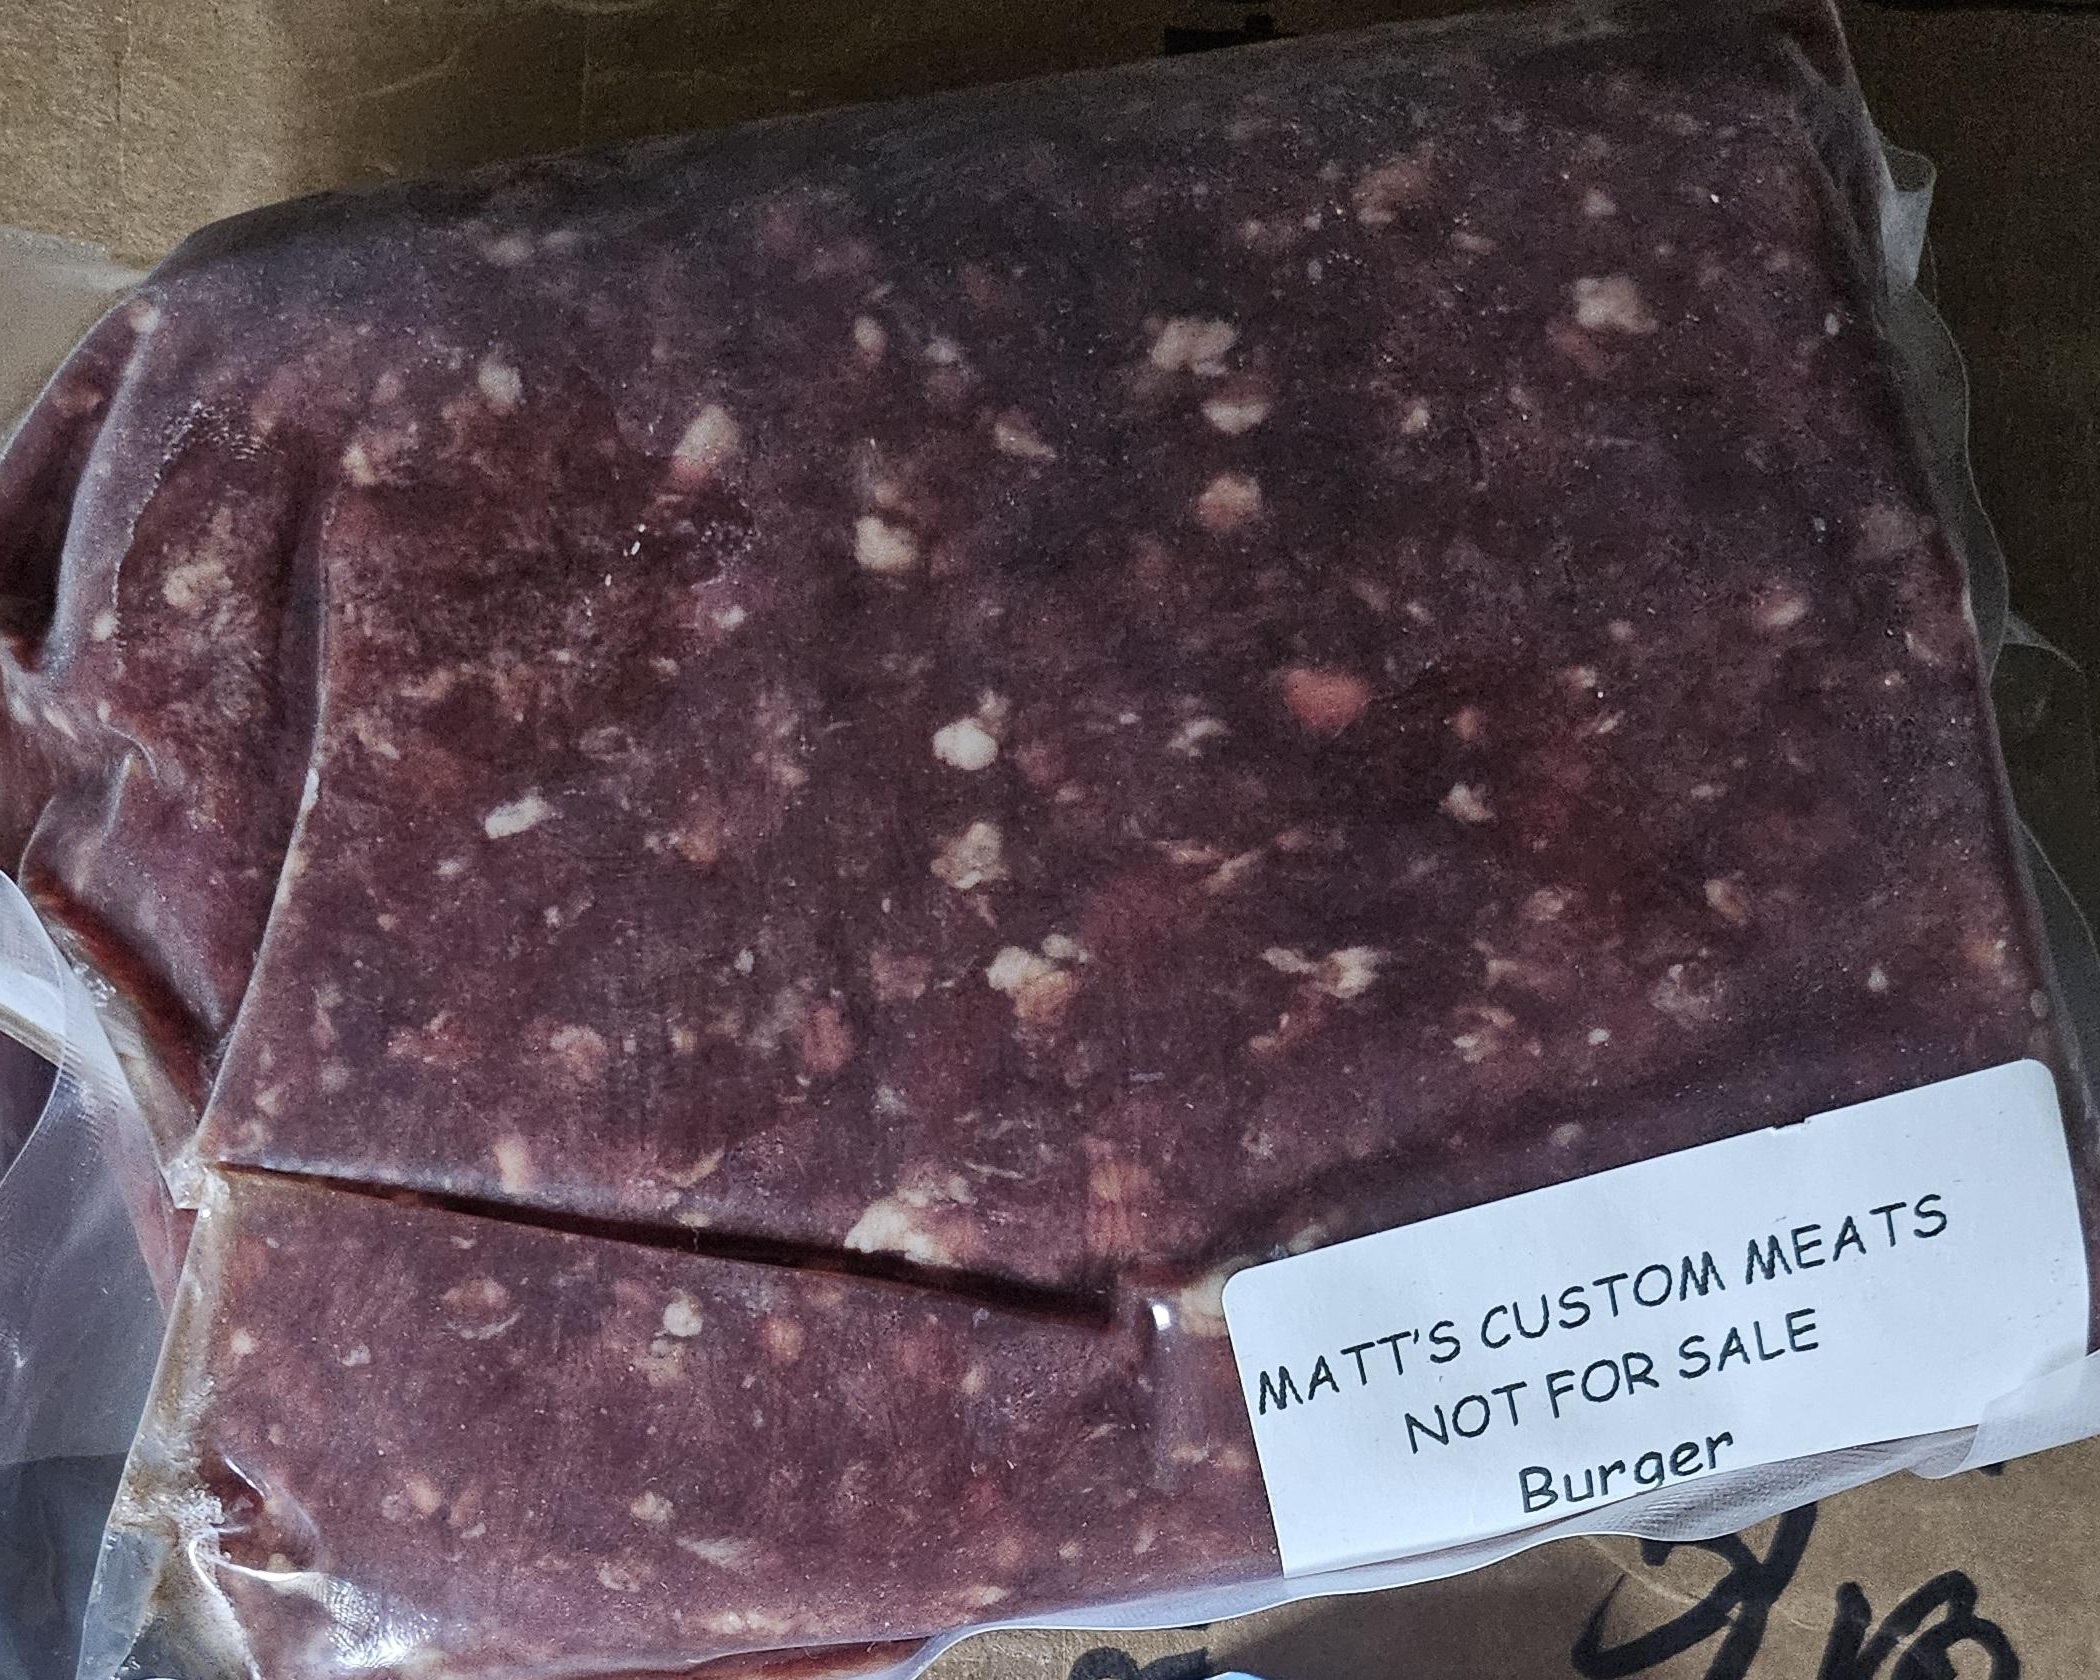 MATT'S CUSTOM MEATS
NOT FOR SALE
Burger